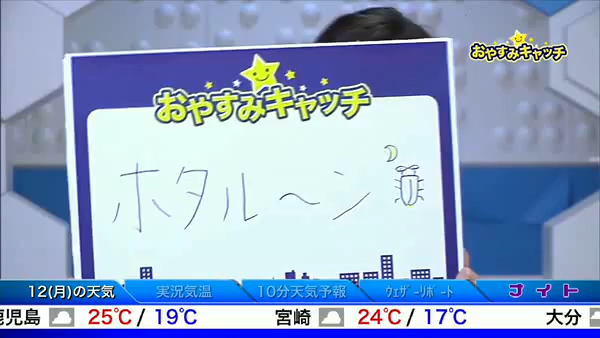 おやすみキャッチ
おやすみキャッチ
ホタル〜ン
12(月)の天気 実況気温 10分天気予報 ｳｪｻﾞｰﾘﾎﾟｰﾄ ナイト
鹿児島 25℃/19℃ 宮崎 24℃/17℃ 大分